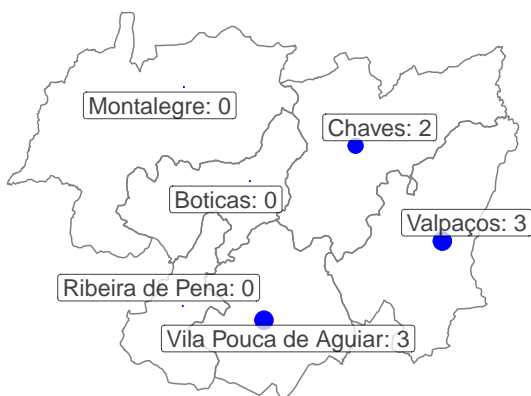 Montalegre: 0
Chaves: 2
Boticas: 0
Valpaços: 3
Ribeira de Pena: 0
Vila Pouca de Aguiar: 3